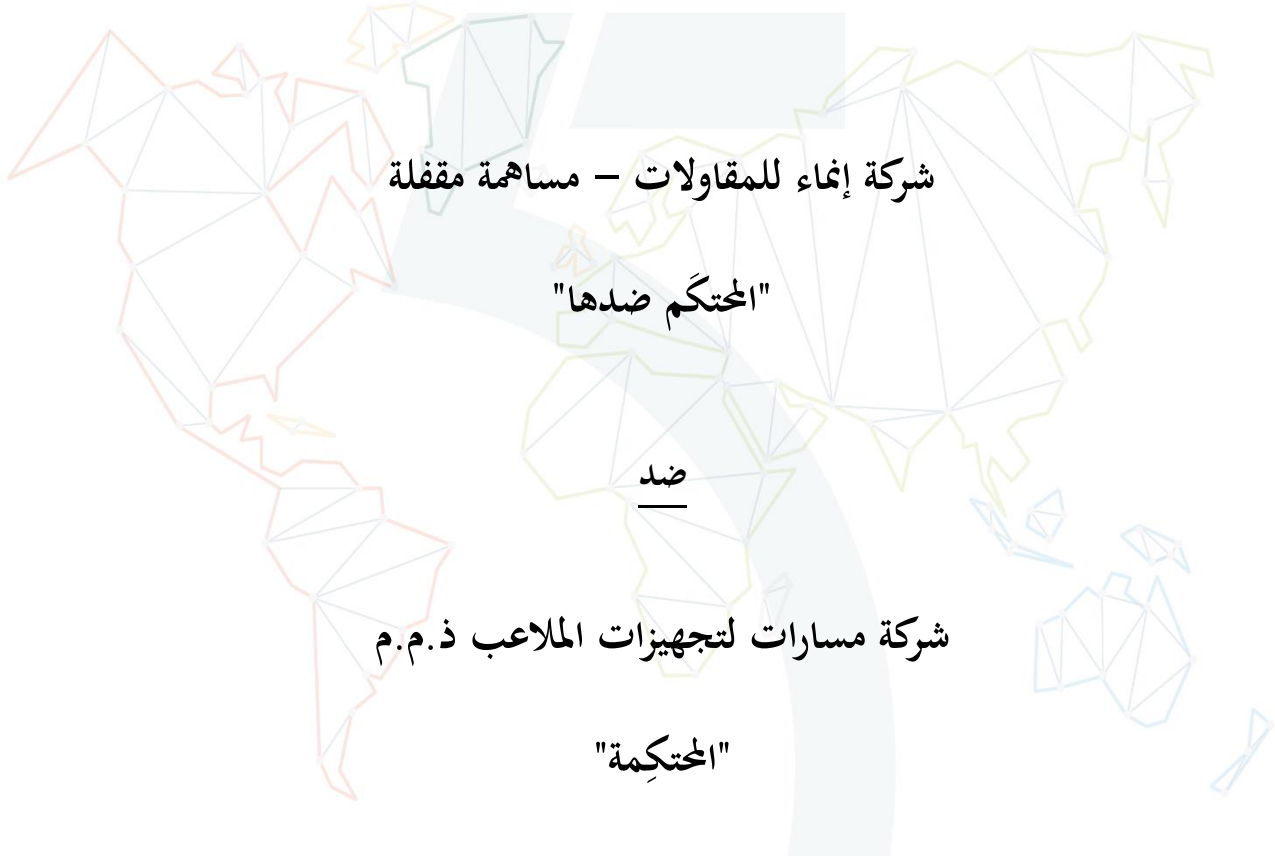 شركة إنماء للمقاولات – مساهمة مقفلة
"المحتكَم ضدها"
ضد
شركة مسارات لتجهيزات الملاعب ذ.م.م
"المحتكِمة"